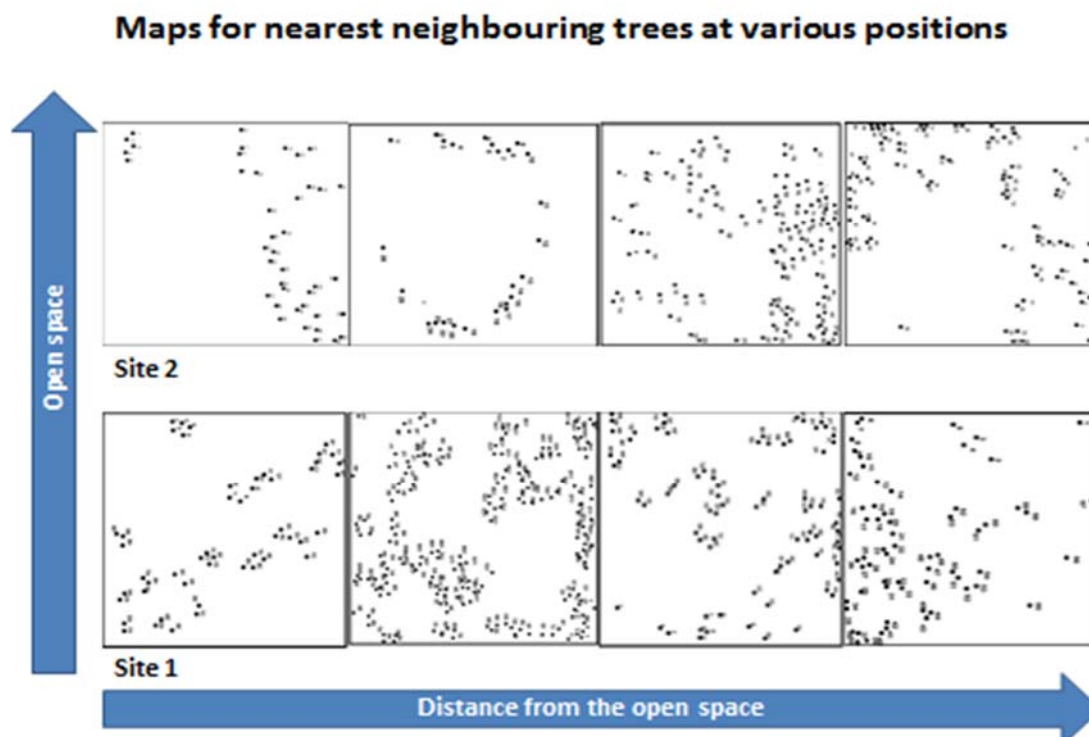 Maps for nearest neighbouring trees at various positions
Open space
Site 2
Site 1
Distance from the open space